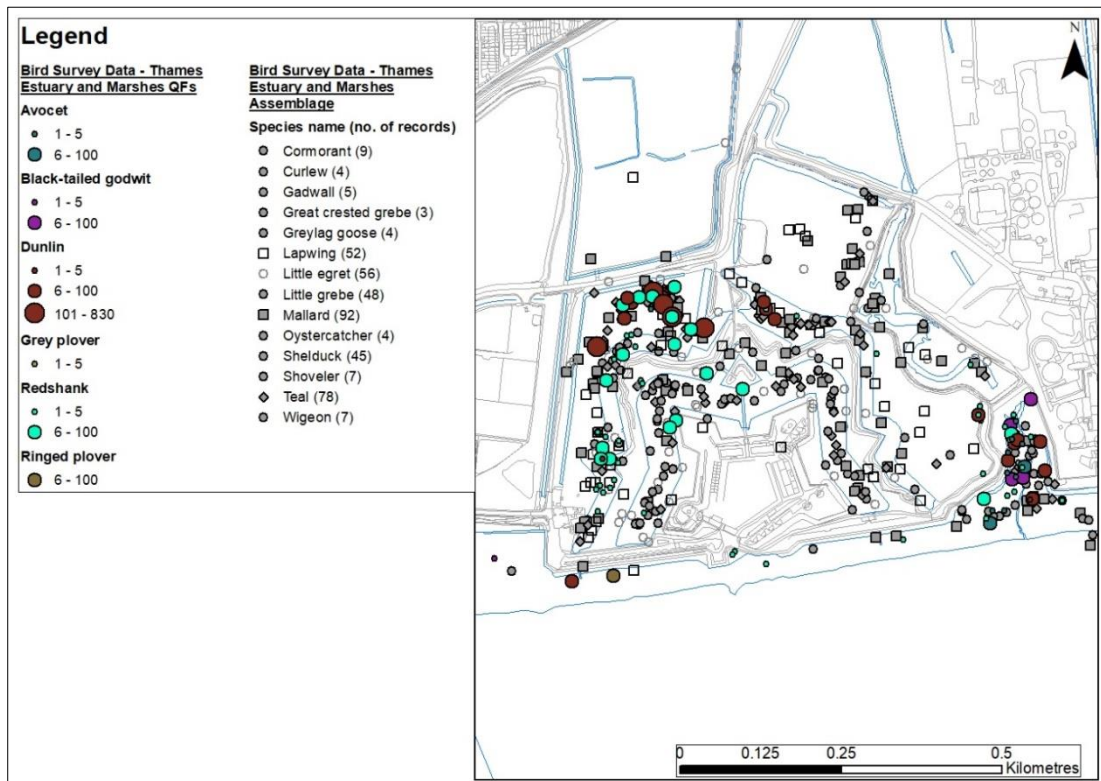 Legend
Bird Survey Data - Thames
Estuary and Marshes QFs
Avocet
1 - 5
6 - 100
Black-tailed godwit
1 - 5
6 - 100
Dunlin
1 - 5
6 - 100
101 - 830
Grey plover
1 - 5
Redshank
1 - 5
6 - 100
Ringed plover
6 - 100
Bird Survey Data - Thames
Estuary and Marshes
Assemblage
Species name (no. of records)
Cormorant (9)
Curlew (4)
Gadwall (5)
Great crested grebe (3)
Greylag goose (4)
Lapwing (52)
Little egret (56)
Little grebe (48)
Mallard (92)
Oystercatcher (4)
Shelduck (45)
Shoveler (7)
Teal (78)
Wigeon (7)
N
0 0.125 0.25 0.5
Kilometres